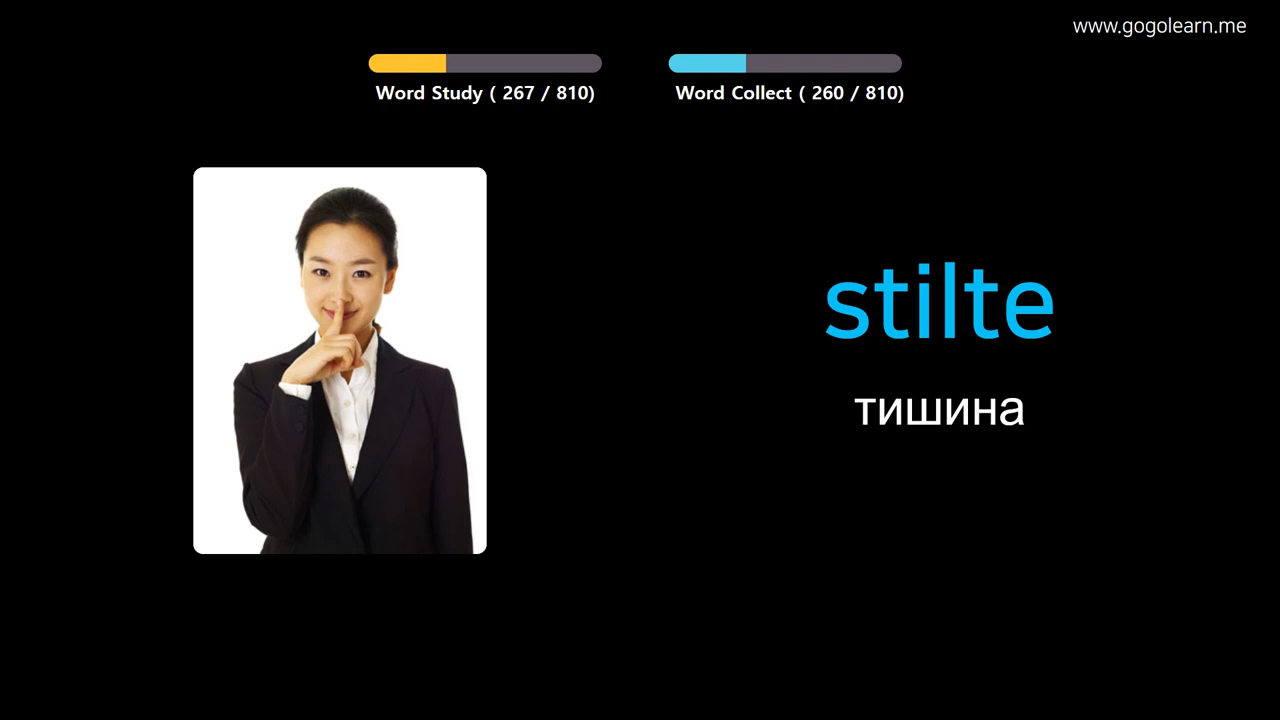 www.gogolearn.me
Word Study ( 267 / 810)
Word Collect ( 260 / 810)
stilte
тишина